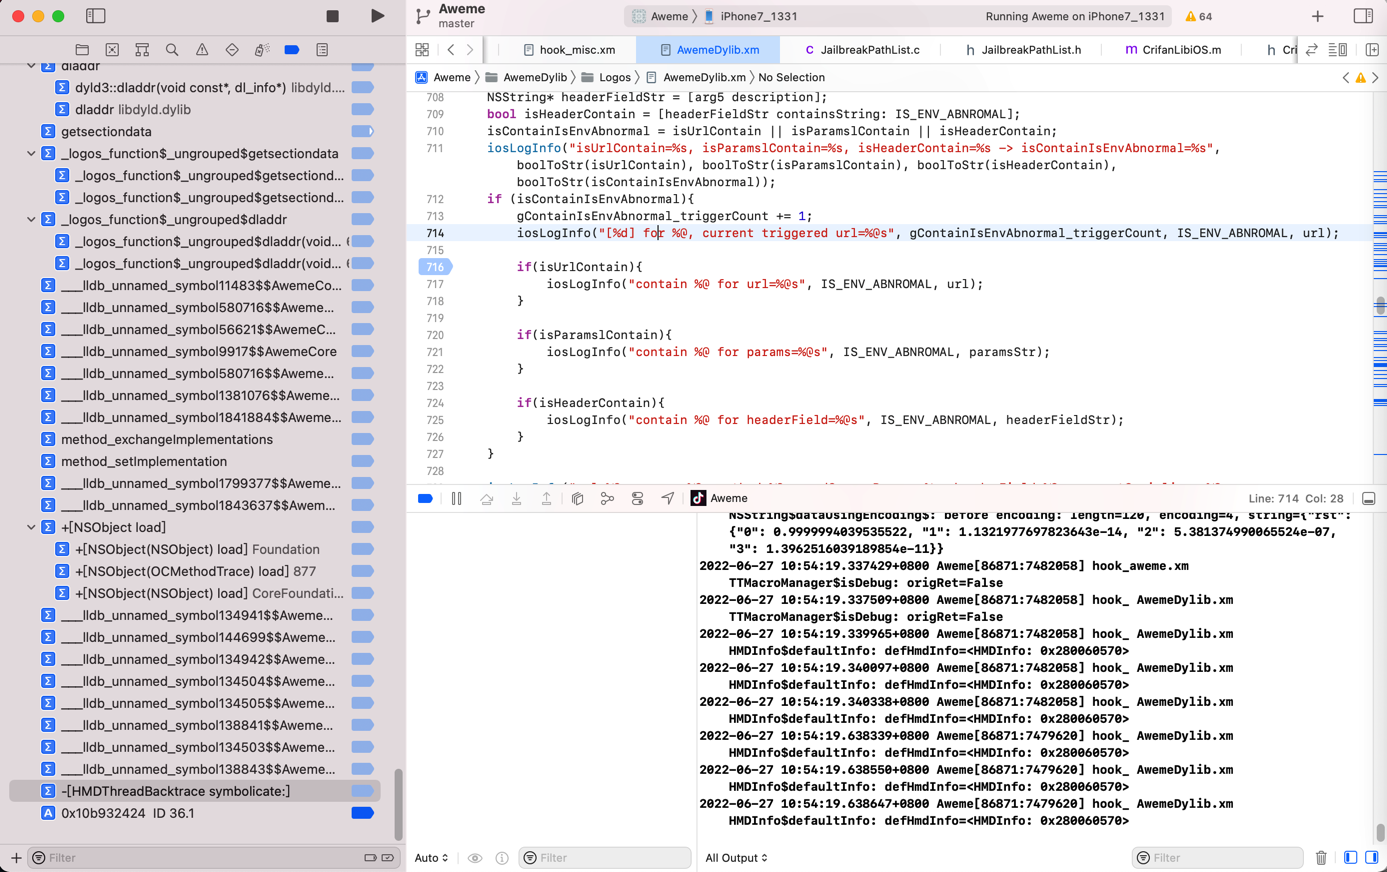 Aweme
master
Aweme
iPhone7_1331
Running Aweme on iPhone7_1331
64
hook_misc.xm
AwemeDylib.xm
C JailbreakPathList.c
h JailbreakPathList.h
m CrifanLibiOS.m
h Cri
Aweme
AwemeDylib
Logos
AwemeDylib.xm
No Selection
dladdr
dyld3::dladdr(void const*, dl_info*) libdyld....
dladdr libdyld.dylib
getsectiondata
_logos_function$_ungrouped$getsectiondata
_logos_function$_ungrouped$getsectiond...
_logos_function$_ungrouped$getsectiond...
_logos_function$_ungrouped$dladdr
_logos_function$_ungrouped$dladdr(void...
_logos_function$_ungrouped$dladdr(void...
___lldb_unnamed_symbol11483$$AwemeCo...
___lldb_unnamed_symbol580716$$Aweme...
___lldb_unnamed_symbol56621$$AwemeC...
___lldb_unnamed_symbol9917$$AwemeCore
___lldb_unnamed_symbol580716$$Aweme...
___lldb_unnamed_symbol1381076$$Aweme...
___lldb_unnamed_symbol1841884$$Aweme...
method_exchangeImplementations
method_setImplementation
___lldb_unnamed_symbol1799377$$Aweme...
___lldb_unnamed_symbol1843637$$Awem...
+[NSObject load]
+[NSObject(NSObject) load] Foundation
+[NSObject(OCMethodTrace) load] 877
+[NSObject(NSObject) load] CoreFoundati...
___lldb_unnamed_symbol134941$$Awem...
___lldb_unnamed_symbol144699$$Awem...
___lldb_unnamed_symbol134942$$Awem...
___lldb_unnamed_symbol134504$$Awem...
___lldb_unnamed_symbol134505$$Awem...
___lldb_unnamed_symbol138841$$Awem...
___lldb_unnamed_symbol134503$$Awem...
___lldb_unnamed_symbol138843$$Awem...
-[HMDThreadBacktrace symbolicate:]
A 0x10b932424 ID 36.1
Filter
708 NSString* headerFieldStr = [arg5 description];
709 bool isHeaderContain = [headerFieldStr containsString: IS_ENV_ABNROMAL];
710 isContainIsEnvAbnormal = isUrlContain || isParamslContain || isHeaderContain;
711 iosLogInfo("isUrlContain=%s, isParamslContain=%s, isHeaderContain=%s -> isContainIsEnvAbnormal=%s",
boolToStr(isUrlContain), boolToStr(isParamslContain), boolToStr(isHeaderContain),
boolToStr(isContainIsEnvAbnormal));
712 if (isContainIsEnvAbnormal){
713 gContainIsEnvAbnormal_triggerCount += 1;
714 iosLogInfo("[%d] for %@, current triggered url=%@s", gContainIsEnvAbnormal_triggerCount, IS_ENV_ABNROMAL, url);
715
716 if(isUrlContain){
717 iosLogInfo("contain %@ for url=%@s", IS_ENV_ABNROMAL, url);
718 }
719
720 if(isParamslContain){
721 iosLogInfo("contain %@ for params=%@s", IS_ENV_ABNROMAL, paramsStr);
722 }
723
724 if(isHeaderContain){
725 iosLogInfo("contain %@ for headerField=%@s", IS_ENV_ABNROMAL, headerFieldStr);
726 }
727 }
728
Aweme
Line: 714 Col: 28
NSString$dataUsingEncoding$: before encoding: length=120, encoding=4, string={"rst":
{"0": 0.9999994039535522, "1": 1.1321977697823643e-14, "2": 5.381374990065524e-07,
"3": 1.3962516039189854e-11}}
2022-06-27 10:54:19.337429+0800 Aweme[86871:7482058] hook_aweme.xm
TTMacroManager$isDebug: origRet=False
2022-06-27 10:54:19.337509+0800 Aweme[86871:7482058] hook_ AwemeDylib.xm
TTMacroManager$isDebug: origRet=False
2022-06-27 10:54:19.339965+0800 Aweme[86871:7482058] hook_ AwemeDylib.xm
HMDInfo$defaultInfo: defHmdInfo=<HMDInfo: 0x280060570>
2022-06-27 10:54:19.340097+0800 Aweme[86871:7482058] hook_ AwemeDylib.xm
HMDInfo$defaultInfo: defHmdInfo=<HMDInfo: 0x280060570>
2022-06-27 10:54:19.340338+0800 Aweme[86871:7482058] hook_ AwemeDylib.xm
HMDInfo$defaultInfo: defHmdInfo=<HMDInfo: 0x280060570>
2022-06-27 10:54:19.638339+0800 Aweme[86871:7479620] hook_ AwemeDylib.xm
HMDInfo$defaultInfo: defHmdInfo=<HMDInfo: 0x280060570>
2022-06-27 10:54:19.638550+0800 Aweme[86871:7479620] hook_ AwemeDylib.xm
HMDInfo$defaultInfo: defHmdInfo=<HMDInfo: 0x280060570>
2022-06-27 10:54:19.638647+0800 Aweme[86871:7479620] hook_ AwemeDylib.xm
HMDInfo$defaultInfo: defHmdInfo=<HMDInfo: 0x280060570>
Auto
Filter
All Output
Filter